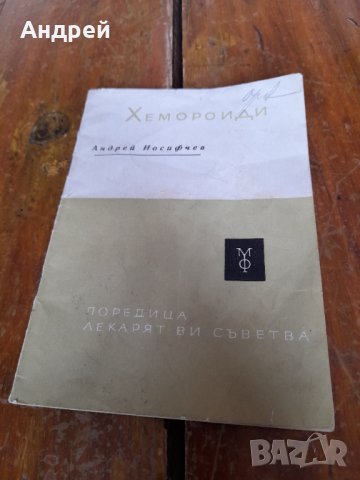 Андрей
ХЕМОРОИДИ
Андрей Иосифчев
МФ
ПОРЕДИЦА
ЛЕКАРЯТ ВИ СЪВЕТВА
BAZAR